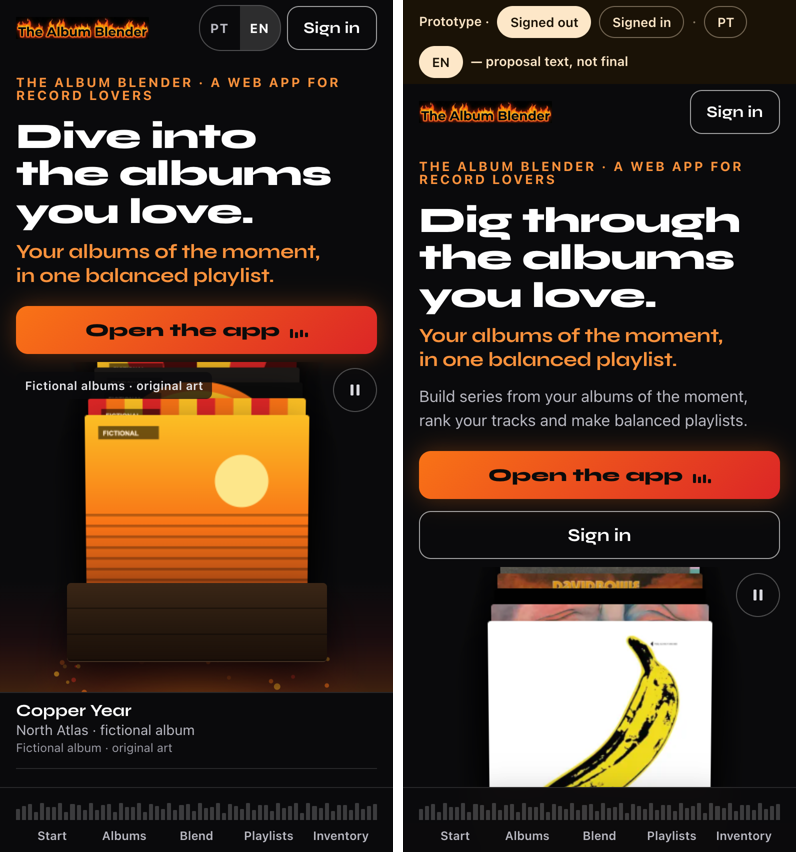 The Album Blender
PT EN
Sign in
THE ALBUM BLENDER · A WEB APP FOR
RECORD LOVERS
Dive into
the albums
you love.
Your albums of the moment,
in one balanced playlist.
Open the app
Fictional albums · original art
FICTIONAL
Copper Year
North Atlas · fictional album
Fictional album · original art
Start Albums Blend Playlists Inventory
Prototype · Signed out Signed in · PT
EN — proposal text, not final
The Album Blender
Sign in
THE ALBUM BLENDER · A WEB APP FOR
RECORD LOVERS
Dig through
the albums
you love.
Your albums of the moment,
in one balanced playlist.
Build series from your albums of the moment,
rank your tracks and make balanced playlists.
Open the app
Sign in
DAVID BOWIE
Start Albums Blend Playlists Inventory